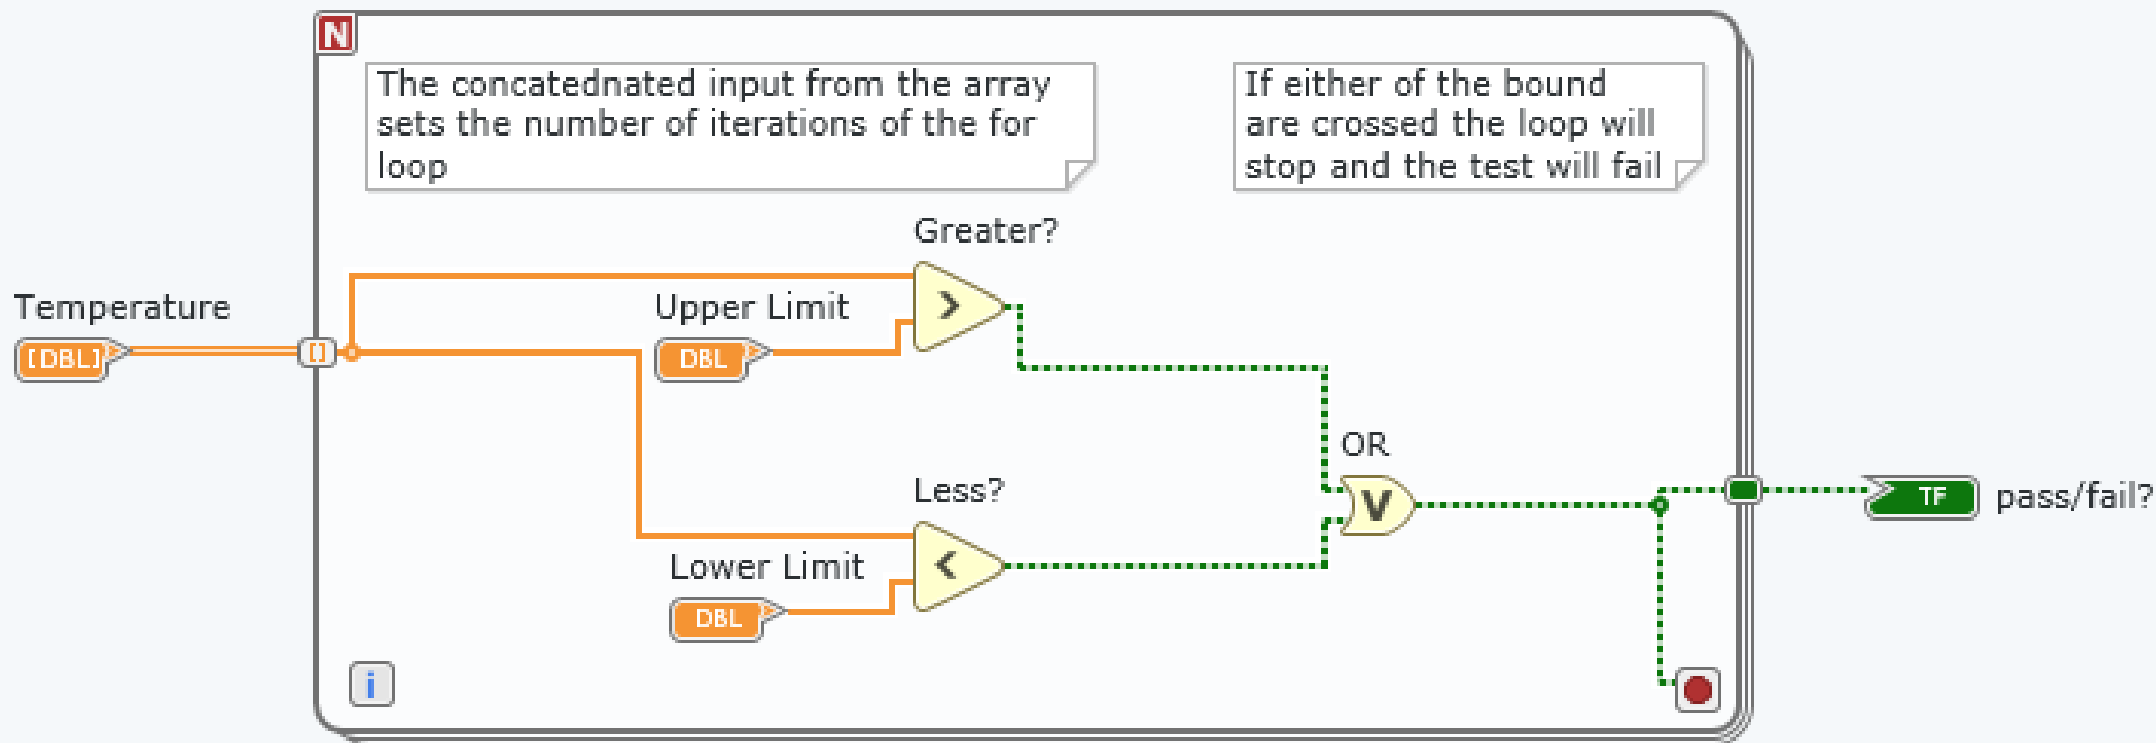 N
The concatednated input from the array
sets the number of iterations of the for
loop
If either of the bound
are crossed the loop will
stop and the test will fail
Greater?
>
Temperature
[DBL]
[]
Upper Limit
DBL
OR
V
Less?
<
Lower Limit
DBL
TF
pass/fail?
i